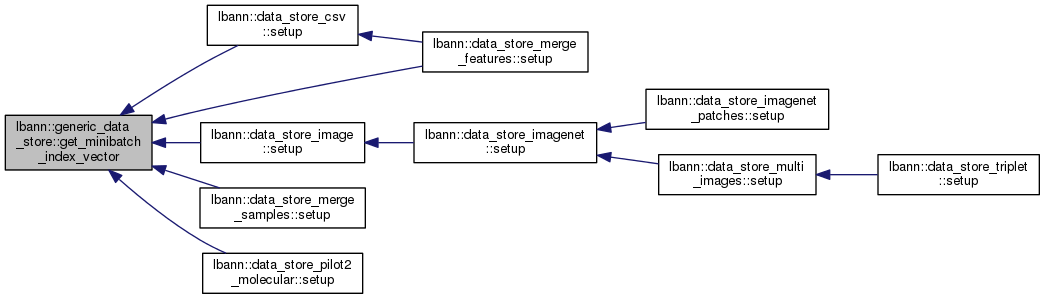 lbann::generic_data
_store::get_minibatch
_index_vector
lbann::data_store_csv
::setup
lbann::data_store_merge
_features::setup
lbann::data_store_image
::setup
lbann::data_store_imagenet
::setup
lbann::data_store_imagenet
_patches::setup
lbann::data_store_multi
_images::setup
lbann::data_store_triplet
::setup
lbann::data_store_merge
_samples::setup
lbann::data_store_pilot2
_molecular::setup